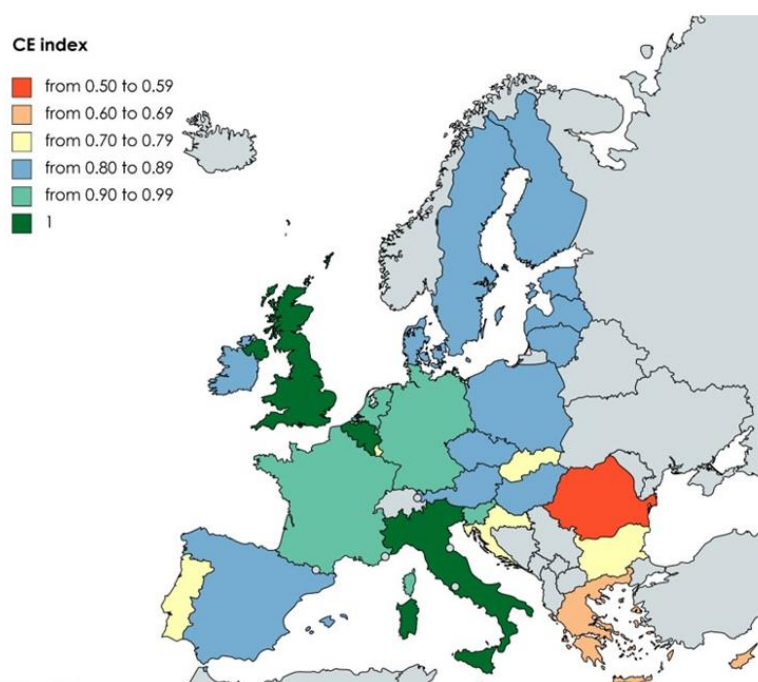 CE index
from 0.50 to 0.59
from 0.60 to 0.69
from 0.70 to 0.79
from 0.80 to 0.89
from 0.90 to 0.99
1